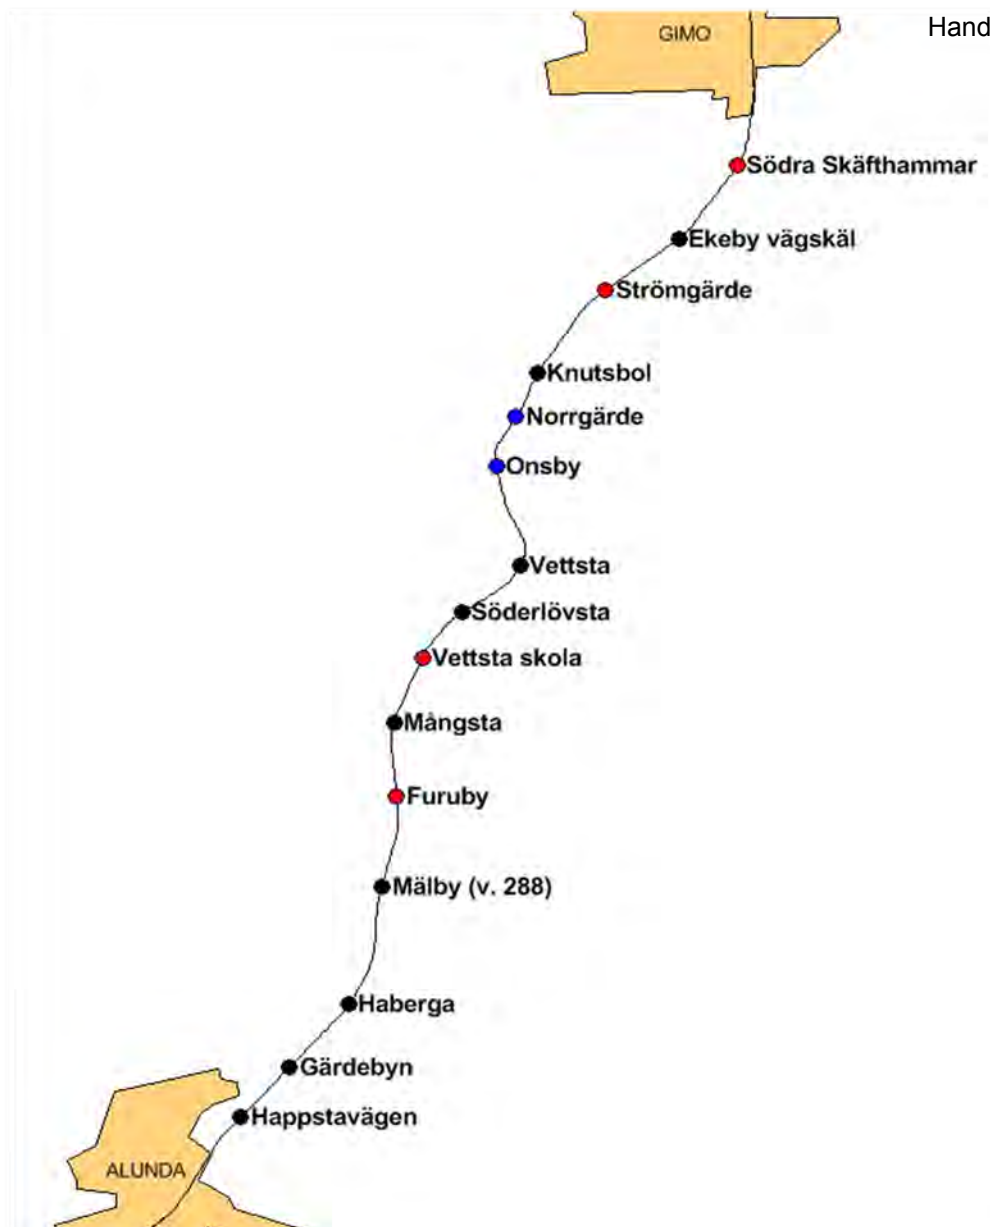 Hand
GIMO
Södra Skäfthammar
Ekeby vägskäl
Strömgärde
Knutsbol
Norrgärde
Onsby
Vettsta
Söderlövsta
Vettsta skola
Mångsta
Furuby
Mälby (v. 288)
Haberga
Gärdebyn
Happstavägen
ALUNDA